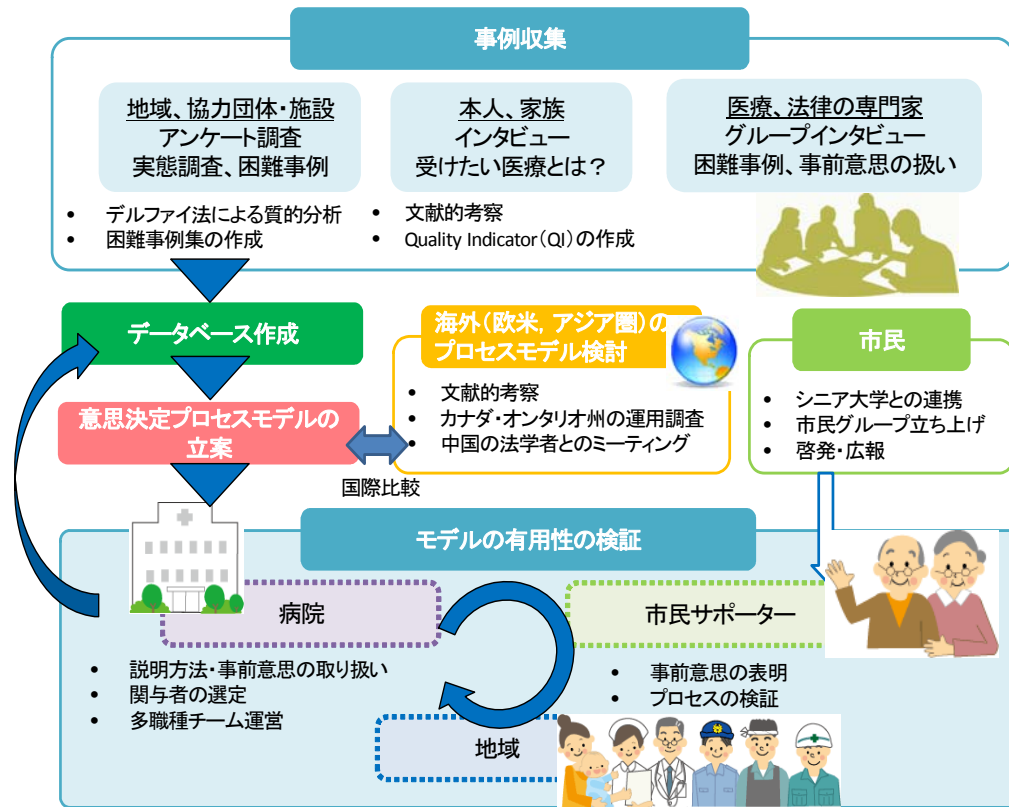 事例収集
地域、協力団体・施設
アンケート調査
実態調査、困難事例
本人、家族
インタビュー
受けたい医療とは？
医療、法律の専門家
グループインタビュー
困難事例、事前意思の扱い
• デルファイ法による質的分析
• 困難事例集の作成
• 文献的考察
• Quality Indicator（QI）の作成
データベース作成
意思決定プロセスモデルの
立案
海外（欧米，アジア圏）の
プロセスモデル検討
• 文献的考察
• カナダ・オンタリオ州の運用調査
• 中国の法学者とのミーティング
国際比較
市民
• シニア大学との連携
• 市民グループ立ち上げ
• 啓発・広報
モデルの有用性の検証
病院
• 説明方法・事前意思の取り扱い
• 関与者の選定
• 多職種チーム運営
市民サポーター
• 事前意思の表明
• プロセスの検証
地域